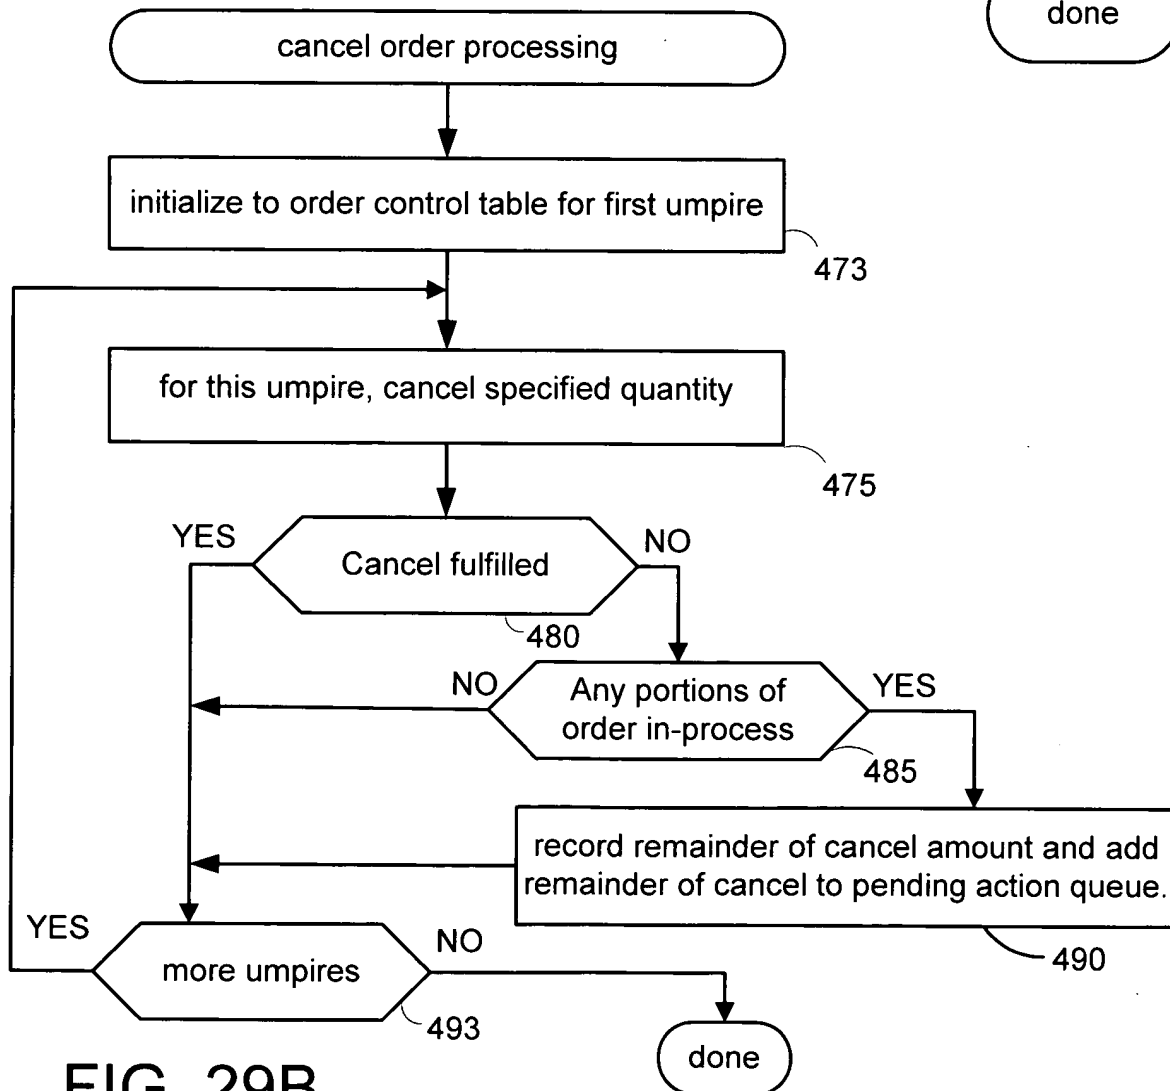 done
cancel order processing
initialize to order control table for first umpire
473
for this umpire, cancel specified quantity
475
YES
NO
Cancel fulfilled
480
NO
Any portions of
order in-process
YES
485
record remainder of cancel amount and add
remainder of cancel to pending action queue.
490
YES
more umpires
NO
493
done
FIG. 29B